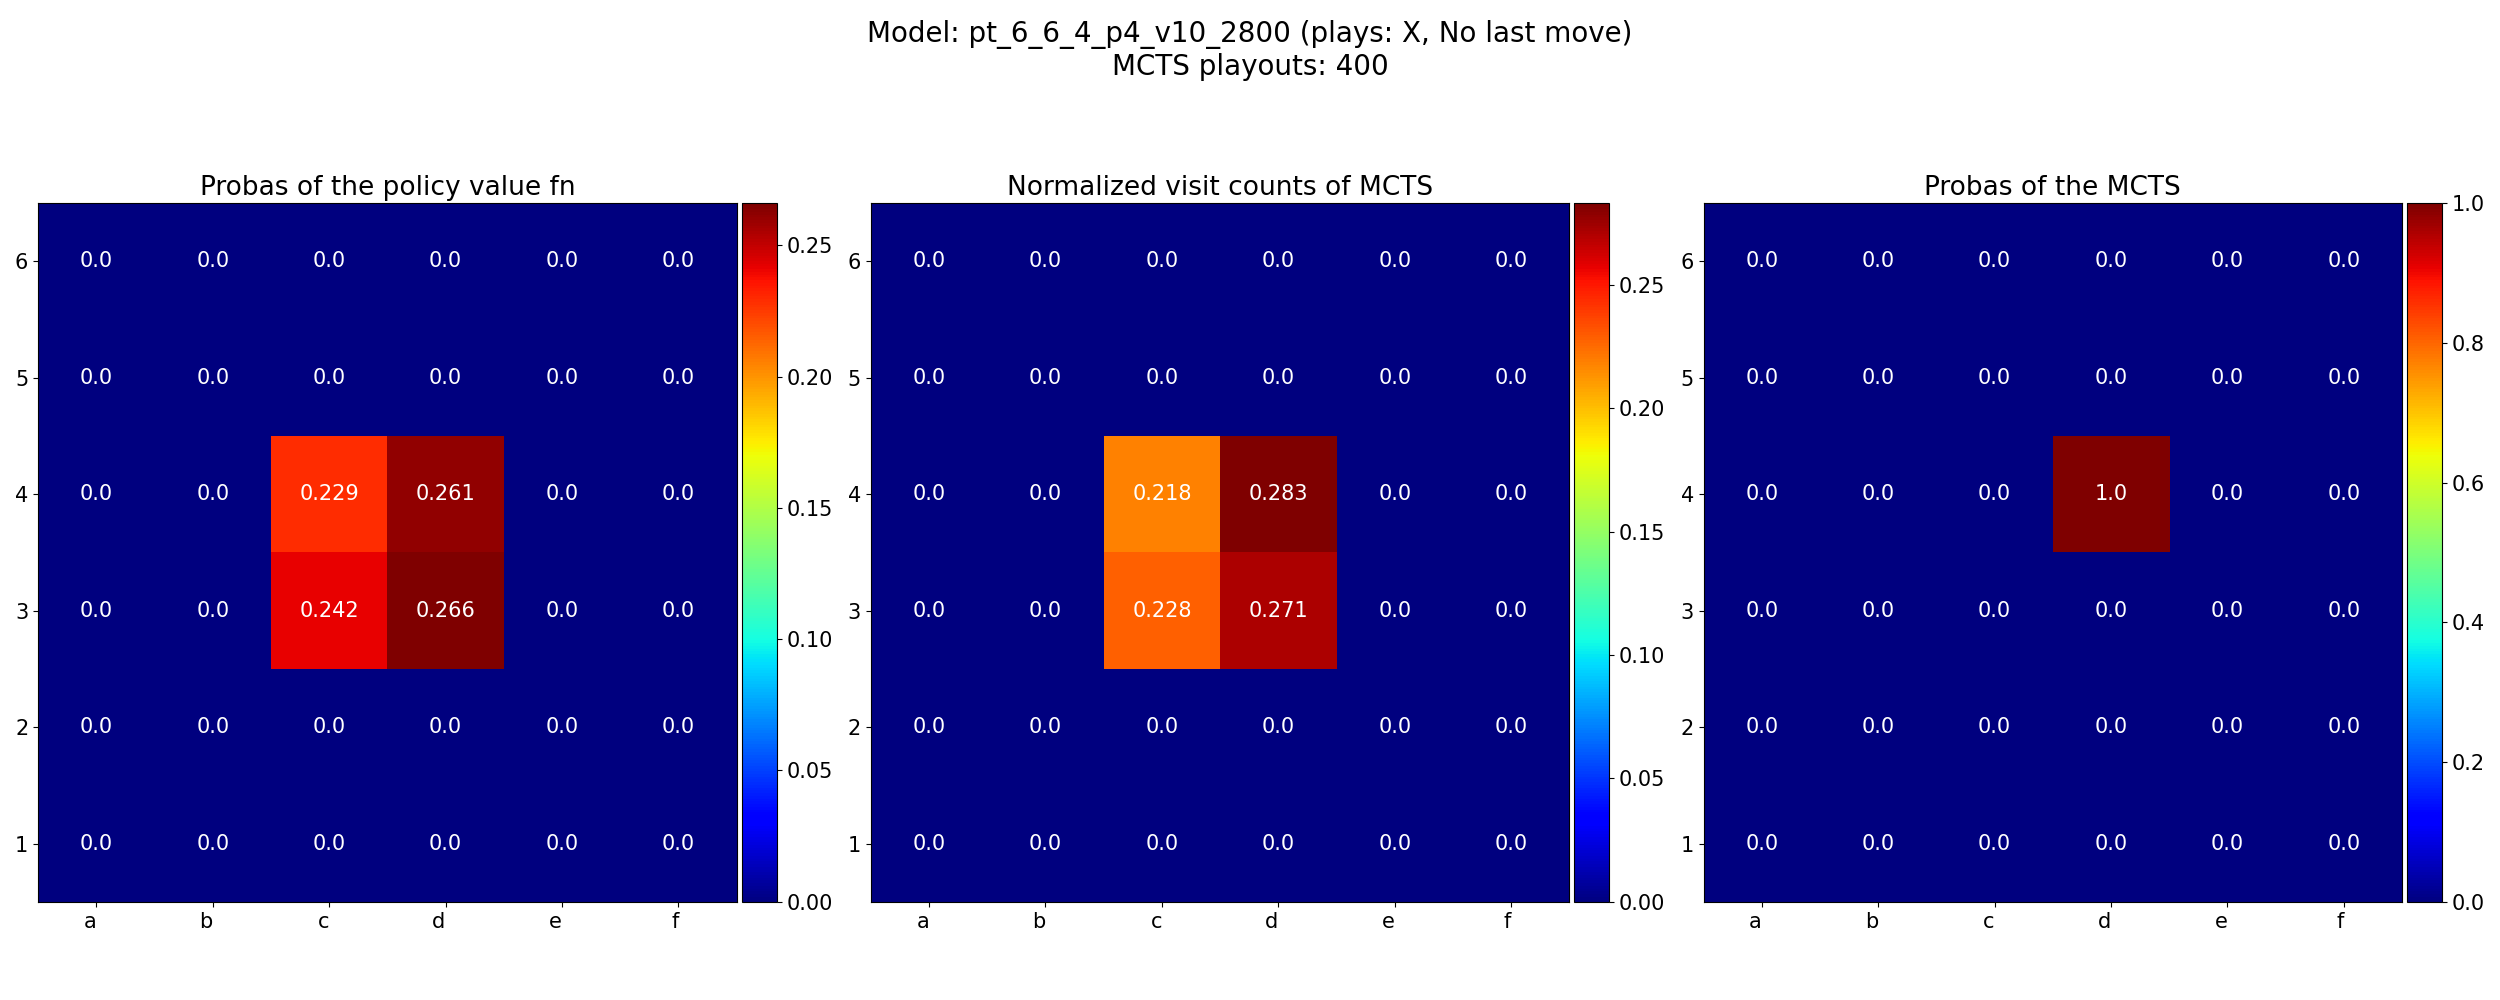 Model: pt_6_6_4_p4_v10_2800 (plays: X, No last move)
MCTS playouts: 400
Probas of the policy value fn
6 0.0 0.0 0.0 0.0 0.0 0.0
5 0.0 0.0 0.0 0.0 0.0 0.0
4 0.0 0.0 0.229 0.261 0.0 0.0
3 0.0 0.0 0.242 0.266 0.0 0.0
2 0.0 0.0 0.0 0.0 0.0 0.0
1 0.0 0.0 0.0 0.0 0.0 0.0
a b c d e f
0.25
0.20
0.15
0.10
0.05
0.00
Normalized visit counts of MCTS
6 0.0 0.0 0.0 0.0 0.0 0.0
5 0.0 0.0 0.0 0.0 0.0 0.0
4 0.0 0.0 0.218 0.283 0.0 0.0
3 0.0 0.0 0.228 0.271 0.0 0.0
2 0.0 0.0 0.0 0.0 0.0 0.0
1 0.0 0.0 0.0 0.0 0.0 0.0
a b c d e f
0.25
0.20
0.15
0.10
0.05
0.00
Probas of the MCTS
6 0.0 0.0 0.0 0.0 0.0 0.0
5 0.0 0.0 0.0 0.0 0.0 0.0
4 0.0 0.0 0.0 1.0 0.0 0.0
3 0.0 0.0 0.0 0.0 0.0 0.0
2 0.0 0.0 0.0 0.0 0.0 0.0
1 0.0 0.0 0.0 0.0 0.0 0.0
a b c d e f
1.0
0.8
0.6
0.4
0.2
0.0